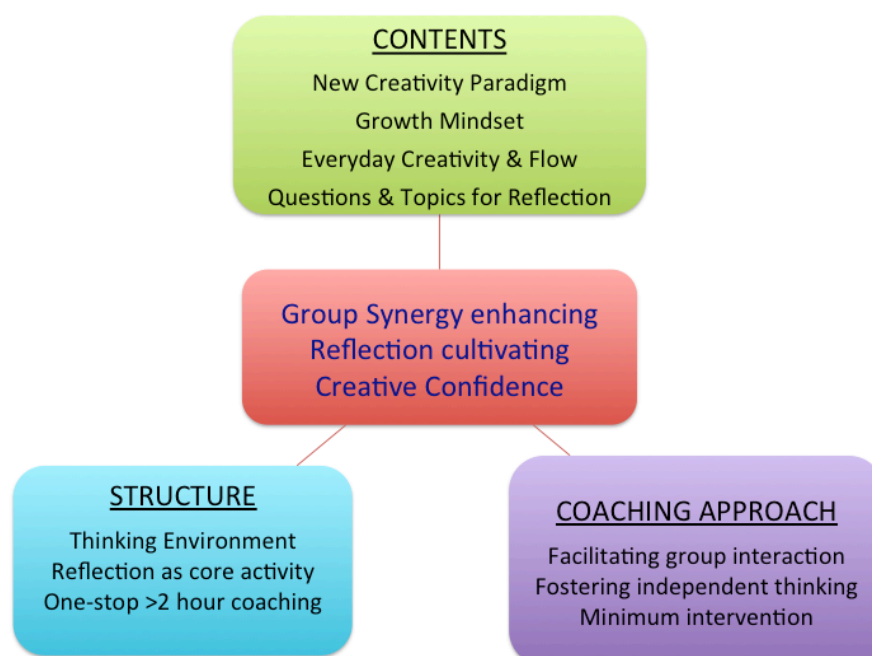 CONTENTS
New Creativity Paradigm
Growth Mindset
Everyday Creativity & Flow
Questions & Topics for Reflection
Group Synergy enhancing
Reflection cultivating
Creative Confidence
STRUCTURE
Thinking Environment
Reflection as core activity
One-stop >2 hour coaching
COACHING APPROACH
Facilitating group interaction
Fostering independent thinking
Minimum intervention